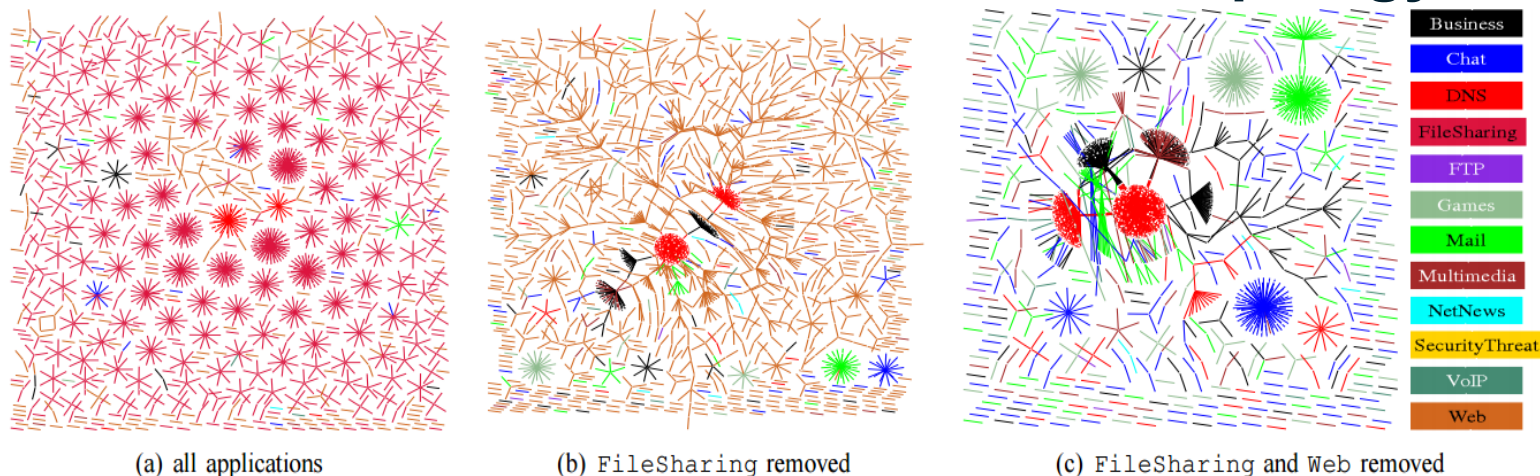 Business
Chat
DNS
FileSharing
FTP
Games
Mail
Multimedia
NetNews
SecurityThreat
VoIP
Web
(a) all applications
(b) FileSharing removed
(c) FileSharing and Web removed